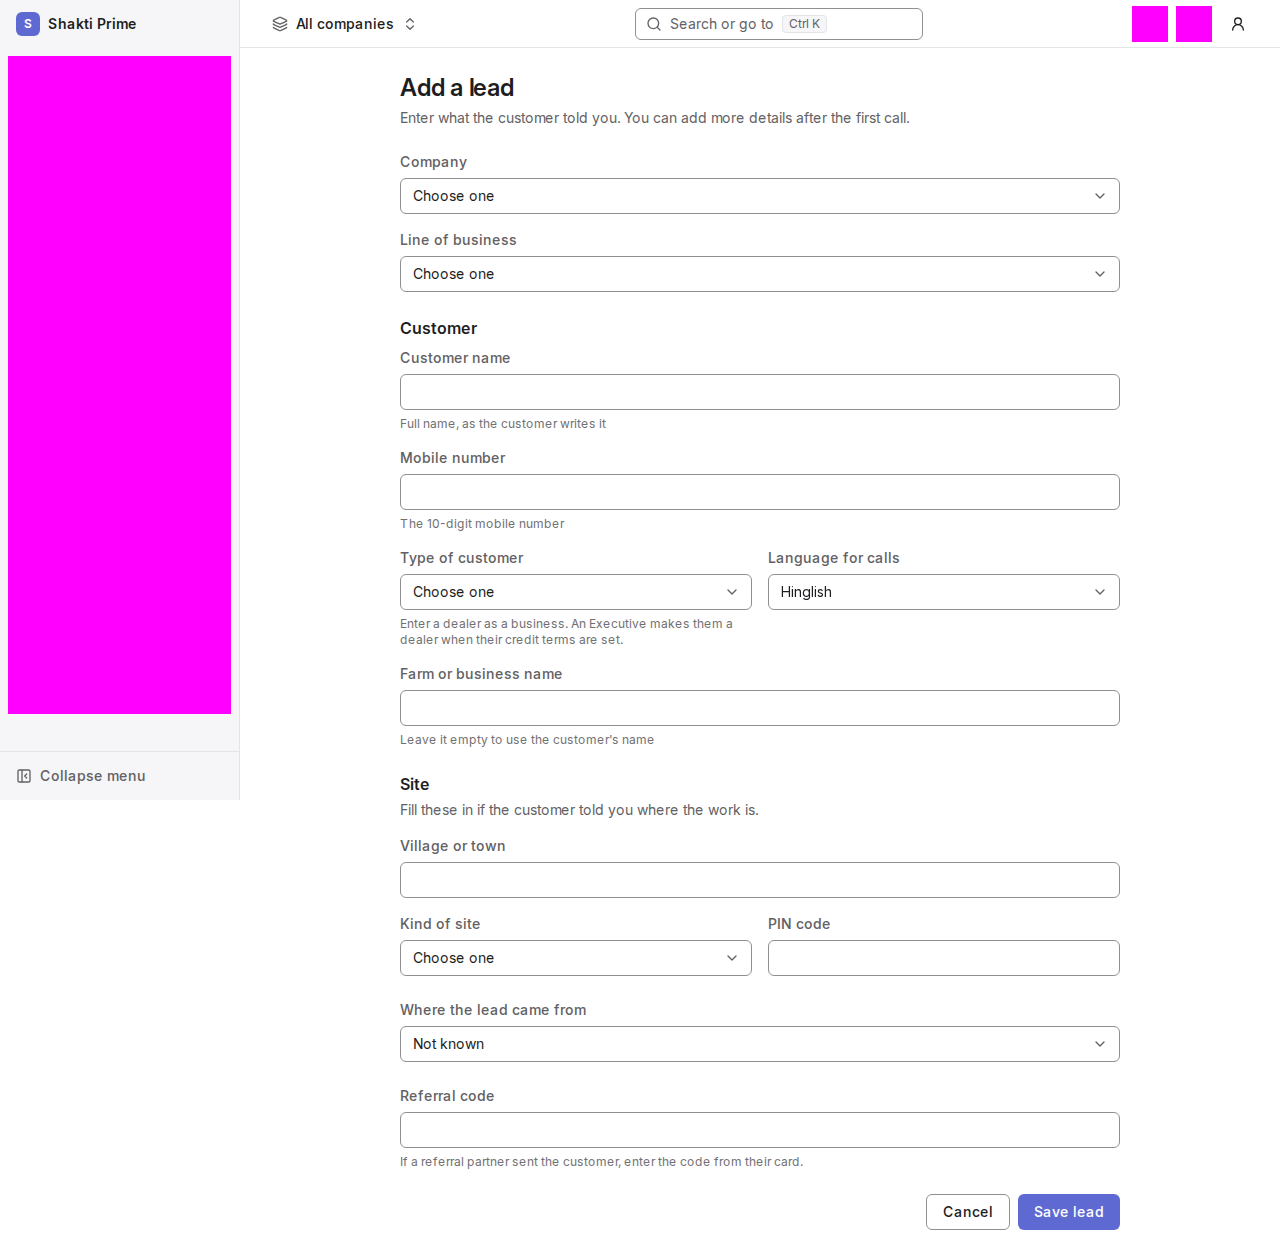 S Shakti Prime
All companies
Search or go to Ctrl K
Add a lead
Enter what the customer told you. You can add more details after the first call.
Company
Choose one
Line of business
Choose one
Customer
Customer name
Full name, as the customer writes it
Mobile number
The 10-digit mobile number
Type of customer
Choose one
Enter a dealer as a business. An Executive makes them a
dealer when their credit terms are set.
Language for calls
Hinglish
Farm or business name
Leave it empty to use the customer's name
Site
Fill these in if the customer told you where the work is.
Village or town
Kind of site
Choose one
PIN code
Where the lead came from
Not known
Referral code
If a referral partner sent the customer, enter the code from their card.
Cancel
Save lead
Collapse menu